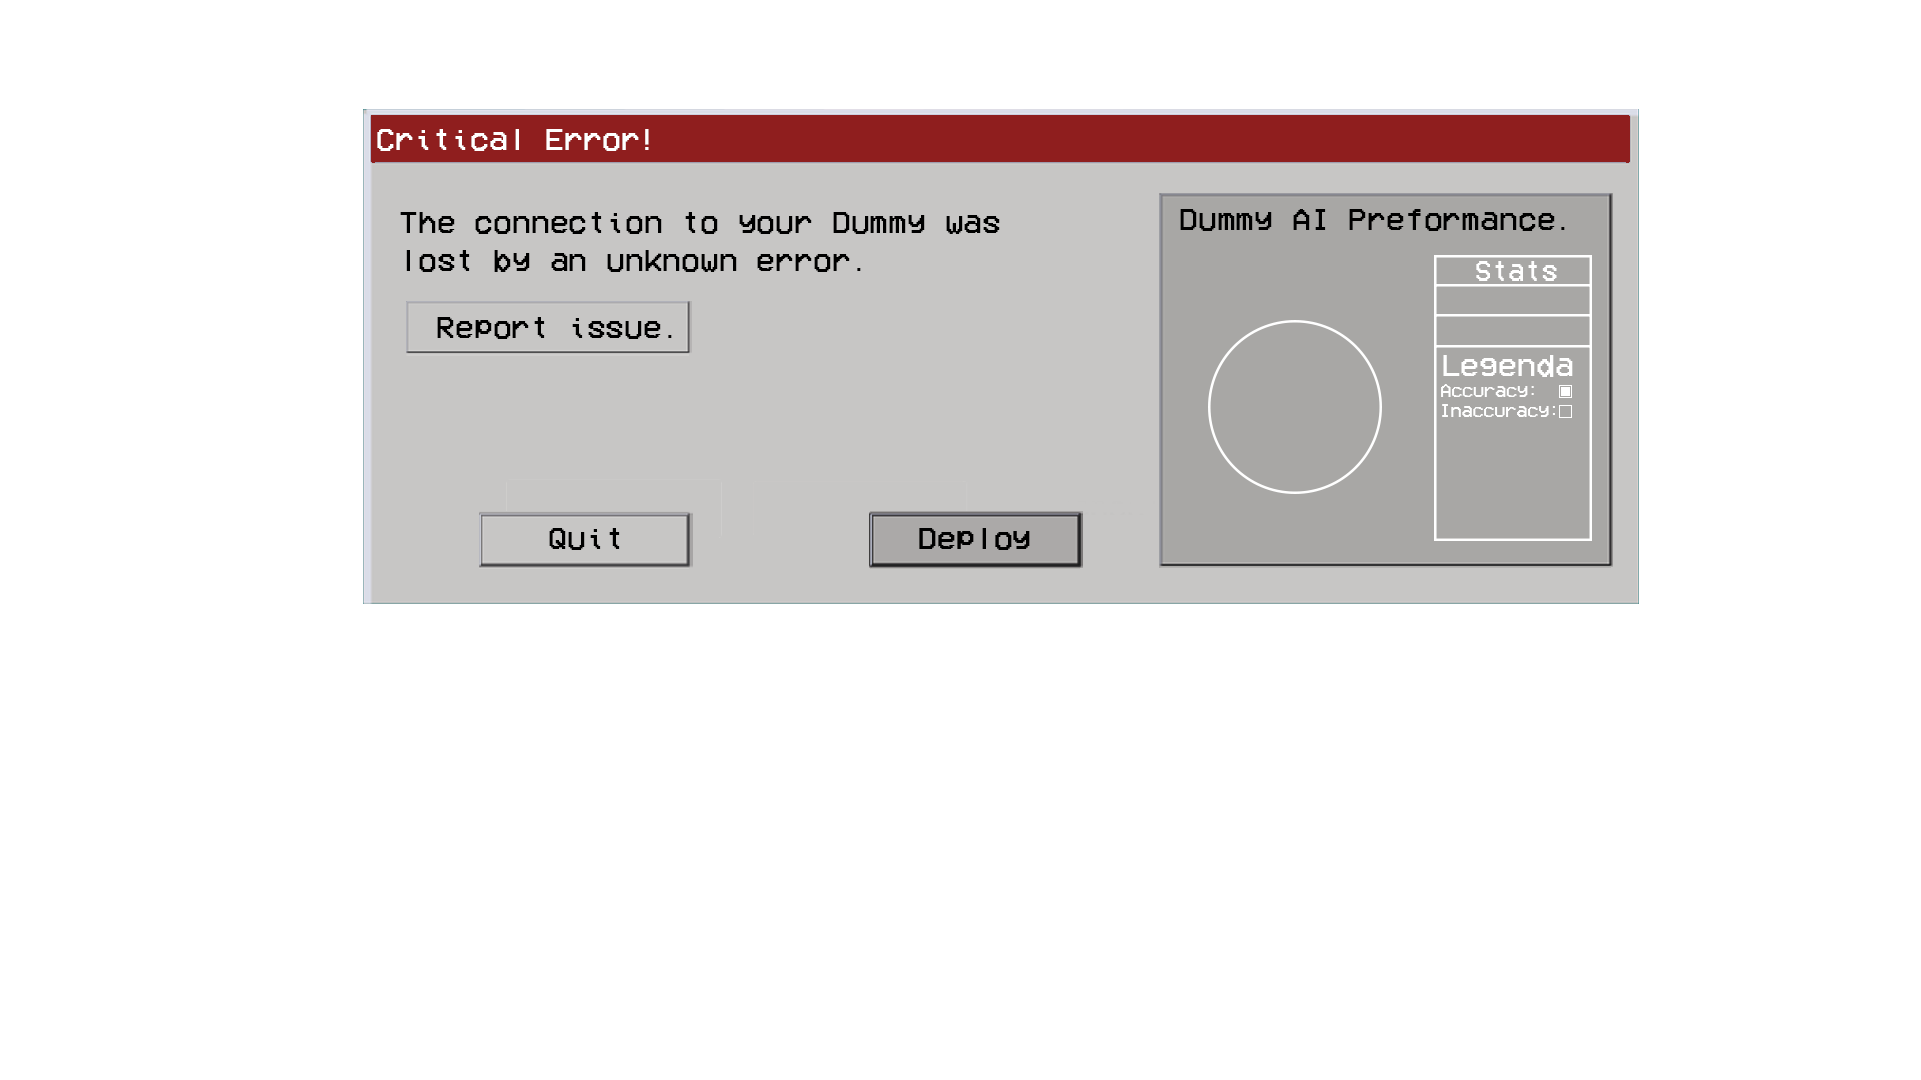 Critical Error!
The connection to your Dummy was
lost by an unknown error.
Report issue.
Quit
Deploy
Dummy AI Preformance.
Stats
Legenda
Accuracy:
Inaccuracy: